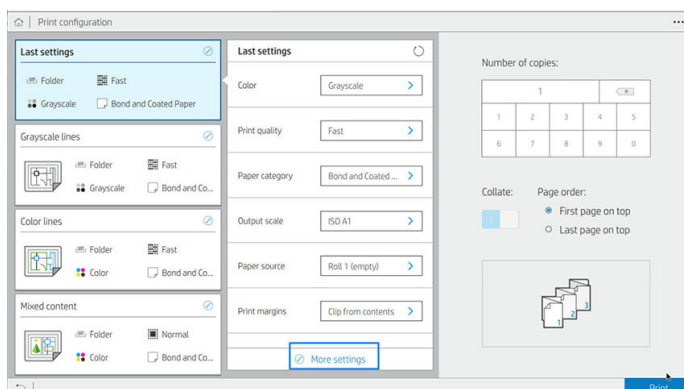 Print configuration
Last settings
Folder
Fast
Grayscale
Bond and Coated Paper
Grayscale lines
Folder
Fast
Grayscale
Bond and Co...
Color lines
Folder
Fast
Color
Bond and Co...
Mixed content
Folder
Normal
Color
Bond and Co...
Last settings
Color
Grayscale
Print quality
Fast
Paper category
Bond and Coated ...
Output scale
ISO A1
Paper source
Roll 1 (empty)
Print margins
Clip from contents
More settings
Number of copies:
1
1 2 3 4 5
6 7 8 9 0
Collate:
Page order:
First page on top
Last page on top
1 2 3
Print